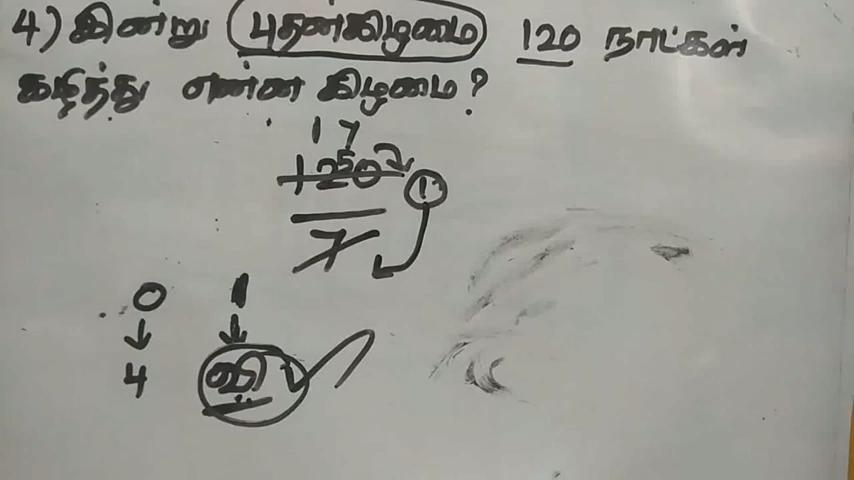 4) இன்று புதன்கிழமை 120 நாட்கள்
கழித்து என்ன கிழமை?
17
120 1
7
0 1
4 வி